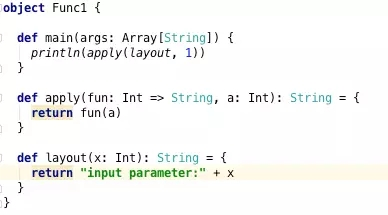 object Func1 {
def main(args: Array[String]) {
println(apply(layout, 1))
}
def apply(fun: Int => String, a: Int): String = {
return fun(a)
}
def layout(x: Int): String = {
return "input parameter:" + x
}
}